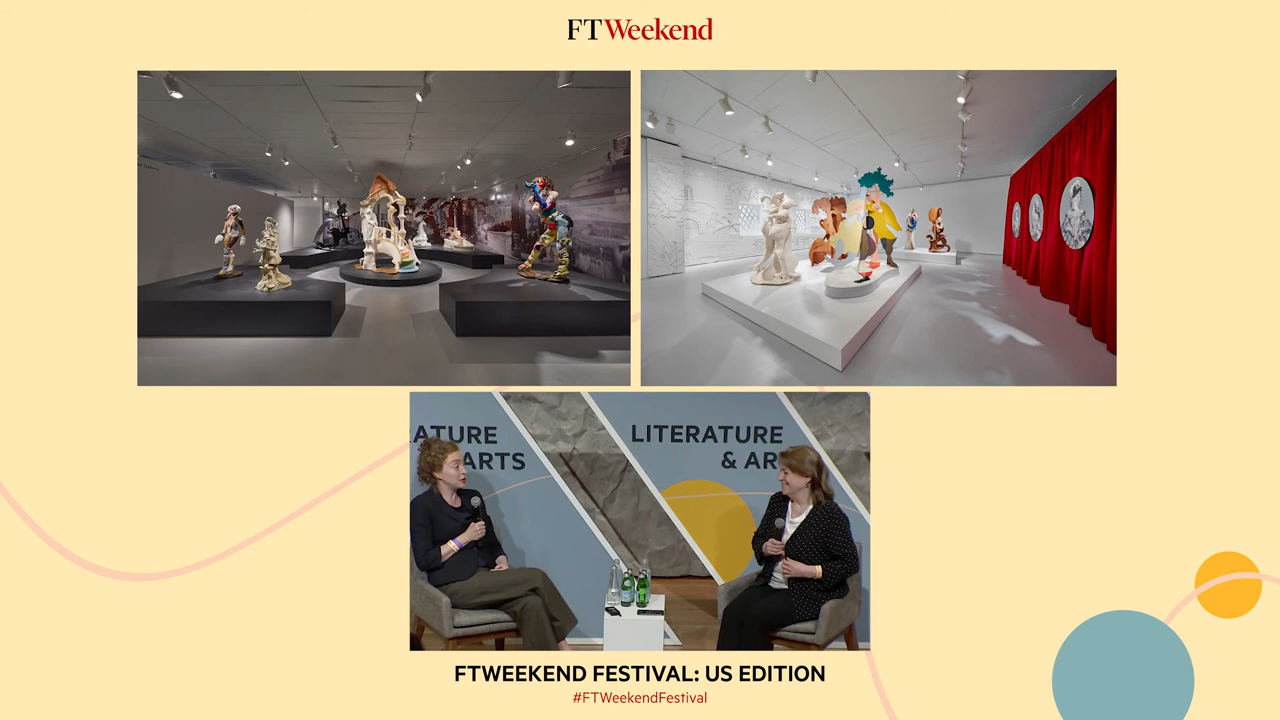 FTWeekend
ATURE
ARTS
LITERATURE
& AR
FTWEEKEND FESTIVAL: US EDITION
#FTWeekendFestival